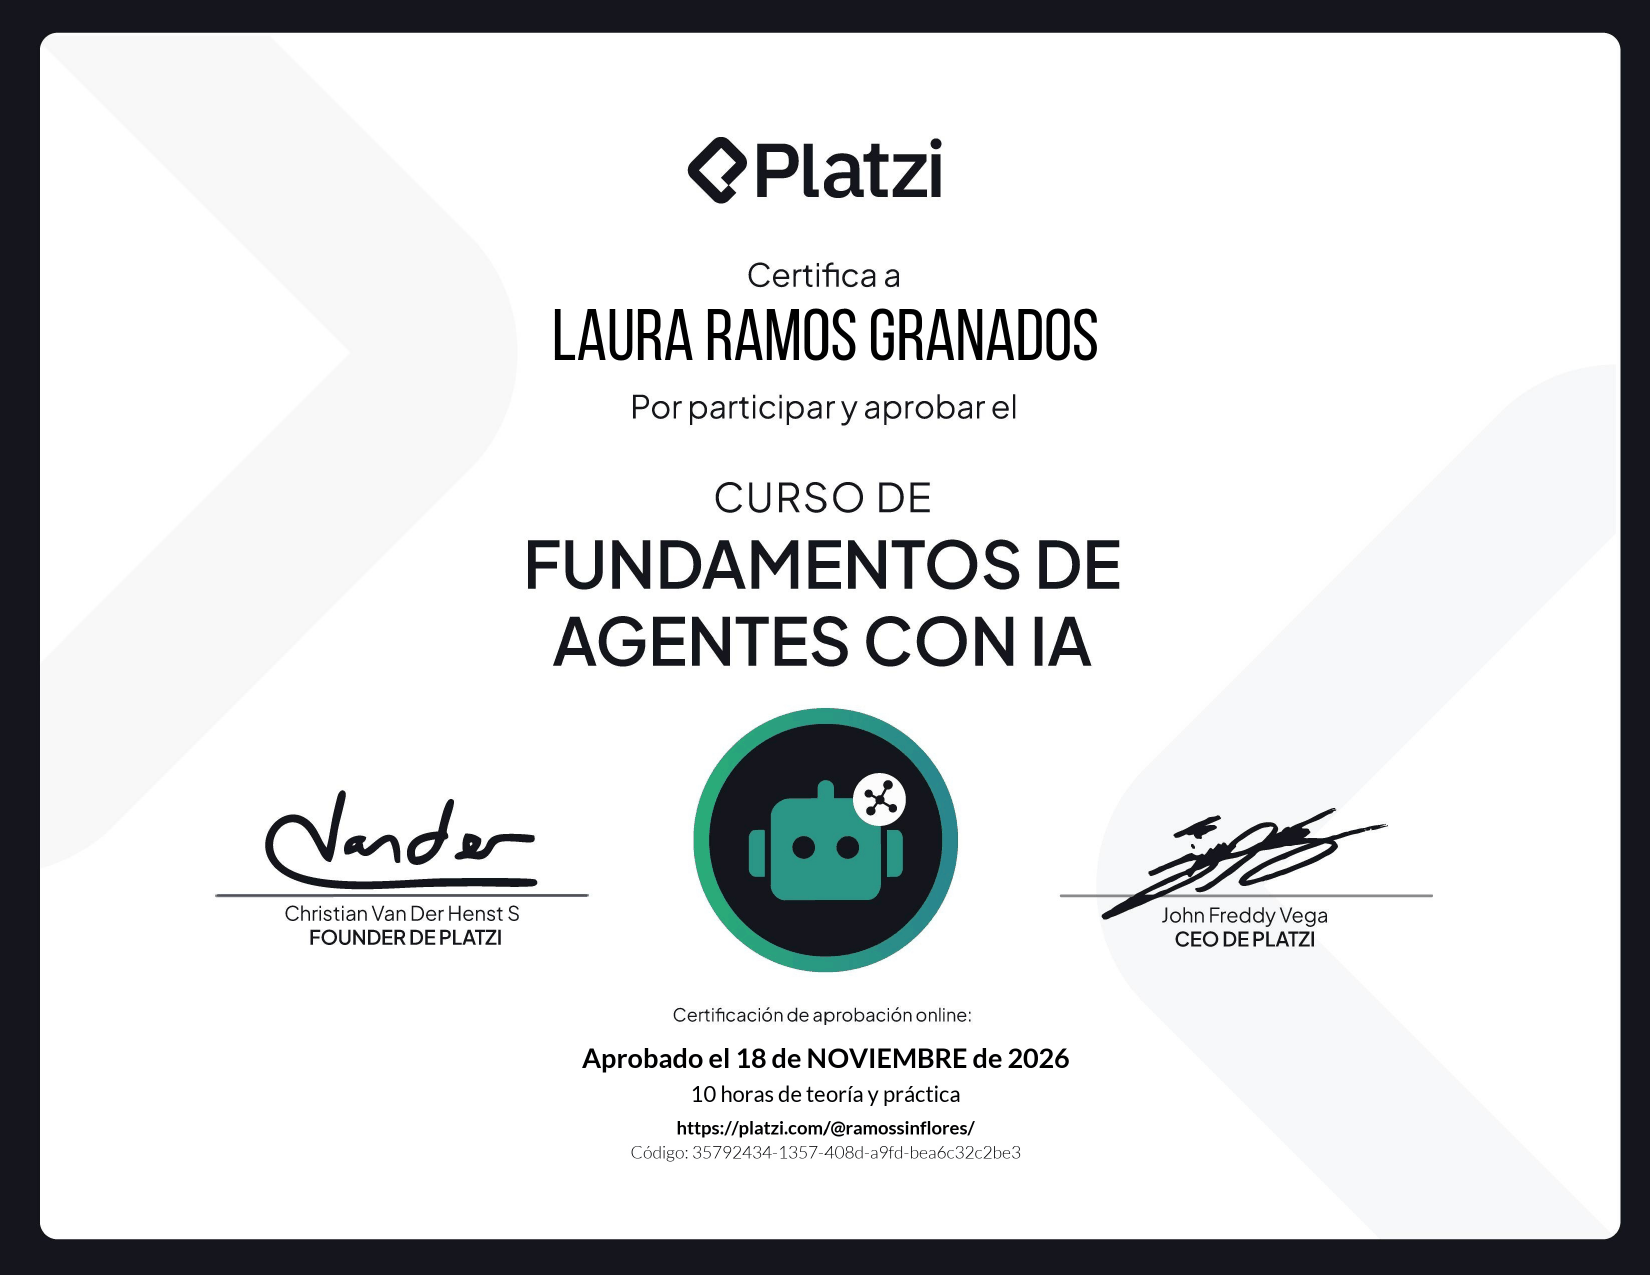 Platzi
Certifica a
LAURA RAMOS GRANADOS
Por participar y aprobar el
CURSO DE
FUNDAMENTOS DE
AGENTES CON IA
Vander
Christian Van Der Henst S
FOUNDER DE PLATZI
John Freddy Vega
CEO DE PLATZI
Certificación de aprobación online:
Aprobado el 18 de NOVIEMBRE de 2026
10 horas de teoría y práctica
https://platzi.com/@ramossinflores/
Código: 35792434-1357-408d-a9fd-bea6c32c2be3